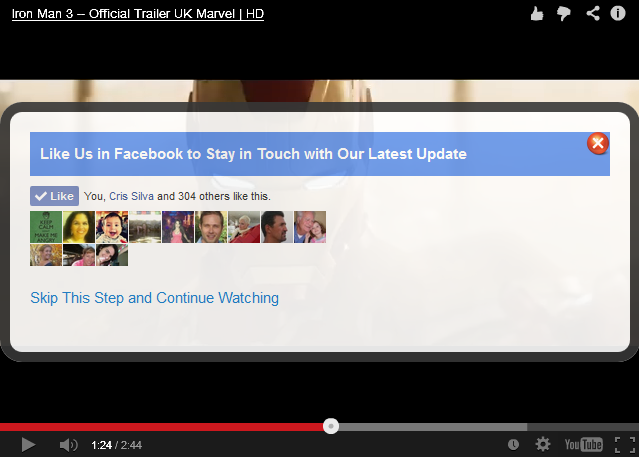 Iron Man 3 -- Official Trailer UK Marvel | HD
Like Us in Facebook to Stay in Touch with Our Latest Update
Like You, Cris Silva and 304 others like this.
KEEP
CALM
MAKE ME
ANGRY
Skip This Step and Continue Watching
1:24 / 2:44
YouTube